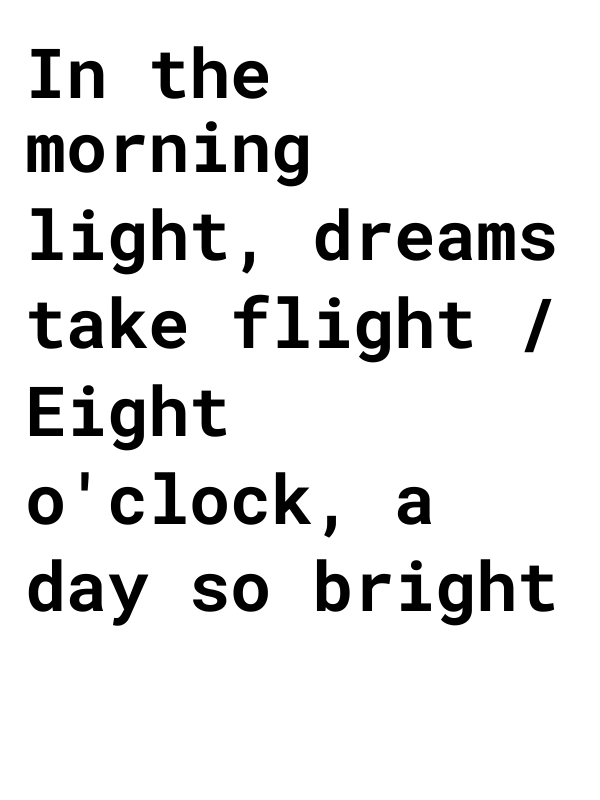 In the
morning
light, dreams
take flight /
Eight
o'clock, a
day so bright